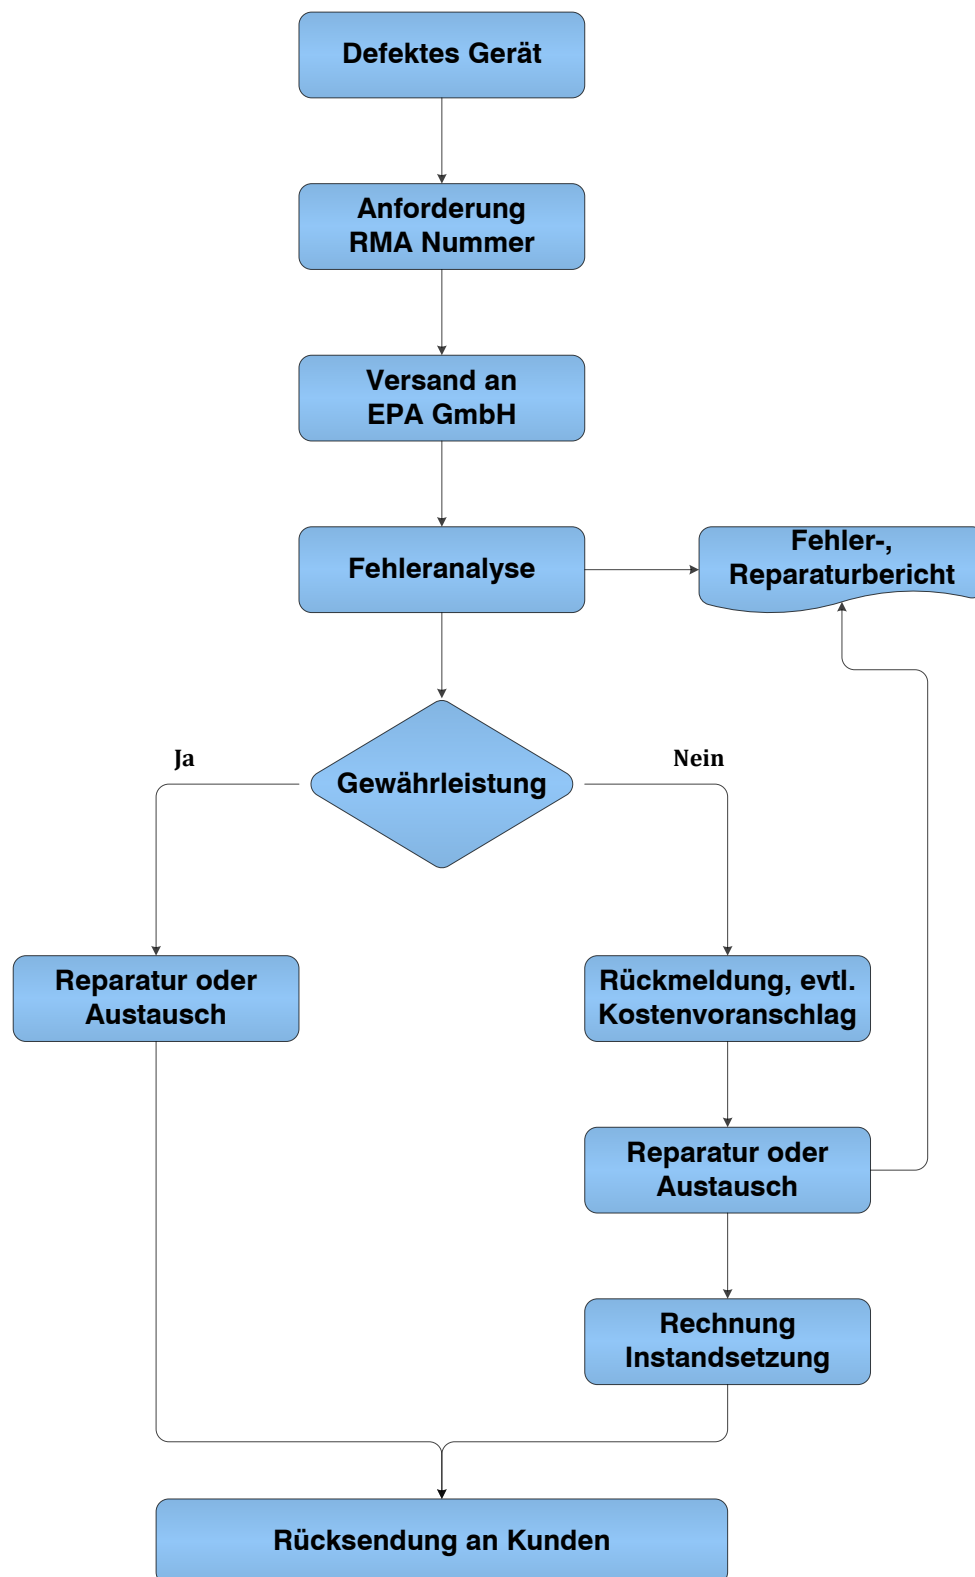 Defektes Gerät
Anforderung
RMA Nummer
Versand an
EPA GmbH
Fehleranalyse
Fehler-,
Reparaturbericht
Ja
Gewährleistung
Nein
Reparatur oder
Austausch
Rückmeldung, evtl.
Kostenvoranschlag
Reparatur oder
Austausch
Rechnung
Instandsetzung
Rücksendung an Kunden